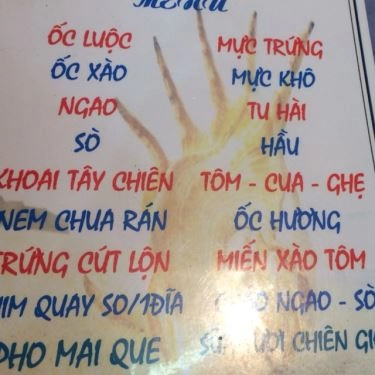 MENU
ỐC LUỘC
ỐC XÀO
NGAO
SÒ
KHOAI TÂY CHIÊN
NEM CHUA RÁN
TRỨNG CÚT LỘN
QUAY 50/1ĐĨA
PHO MAI QUE
MỰC TRỨNG
MỰC KHÔ
TU HÀI
HẦU
TÔM - CUA - GHẸ
ỐC HƯƠNG
MIẾN XÀO TÔM
NGAO - SÒ
CHIÊN